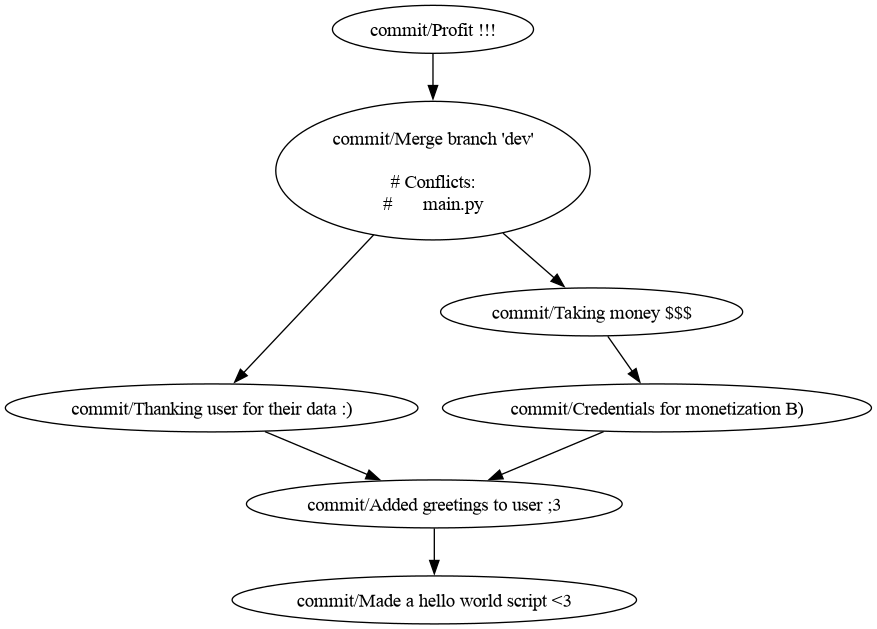 commit/Profit !!!
commit/Merge branch 'dev'
# Conflicts:
#       main.py
commit/Taking money $$$
commit/Thanking user for their data :)
commit/Credentials for monetization B)
commit/Added greetings to user ;3
commit/Made a hello world script <3